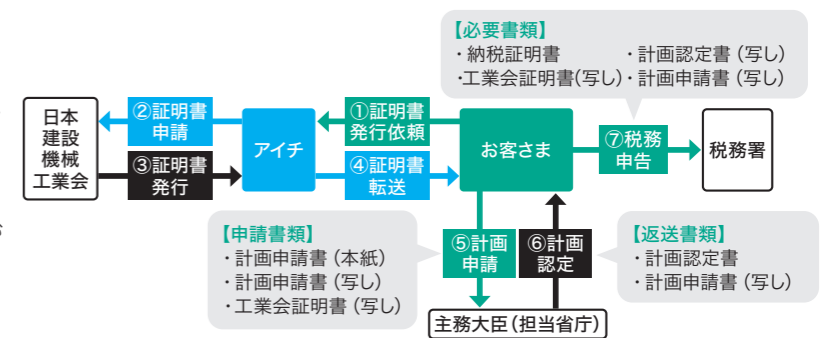 【必要書類】
・納税証明書 ・計画認定書(写し)
・工業会証明書(写し)・計画申請書(写し)
日本
建設
機械
工業会
②証明書
申請
③証明書
発行
アイチ
①証明書
発行依頼
④証明書
転送
お客さま
⑦税務
申告
税務署
【申請書類】
・計画申請書(本紙)
・計画申請書(写し)
・工業会証明書(写し)
⑤計画
申請
⑥計画
認定
【返送書類】
・計画認定書
・計画申請書(写し)
主務大臣(担当省庁)